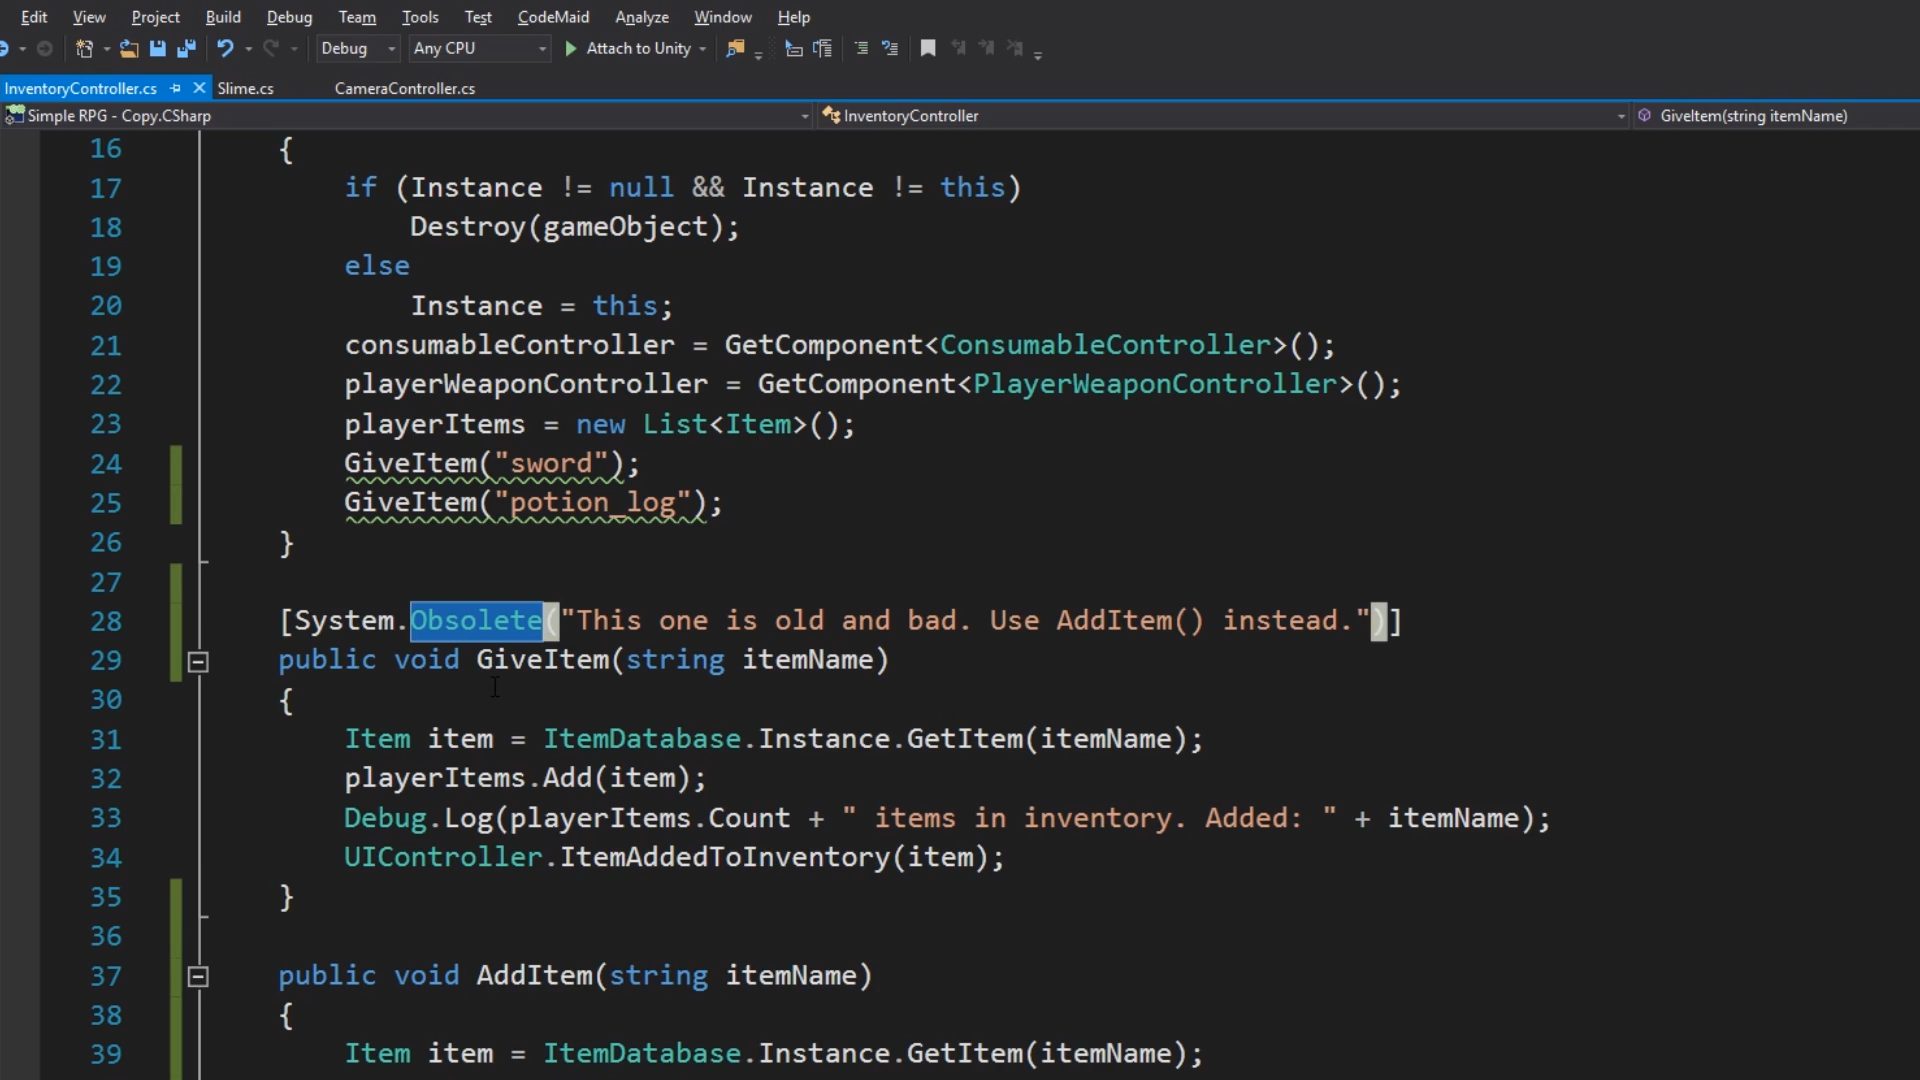 Edit View Project Build Debug Team Tools Test CodeMaid Analyze Window Help
Debug Any CPU Attach to Unity
InventoryController.cs Slime.cs CameraController.cs
Simple RPG - Copy.CSharp InventoryController GiveItem(string itemName)
16 {
17 if (Instance != null && Instance != this)
18 Destroy(gameObject);
19 else
20 Instance = this;
21 consumableController = GetComponent<ConsumableController>();
22 playerWeaponController = GetComponent<PlayerWeaponController>();
23 playerItems = new List<Item>();
24 GiveItem("sword");
25 GiveItem("potion_log");
26 }
27
28 [System.Obsolete("This one is old and bad. Use AddItem() instead.")]
29 public void GiveItem(string itemName)
30 {
31 Item item = ItemDatabase.Instance.GetItem(itemName);
32 playerItems.Add(item);
33 Debug.Log(playerItems.Count + " items in inventory. Added: " + itemName);
34 UIController.ItemAddedToInventory(item);
35 }
36
37 public void AddItem(string itemName)
38 {
39 Item item = ItemDatabase.Instance.GetItem(itemName);